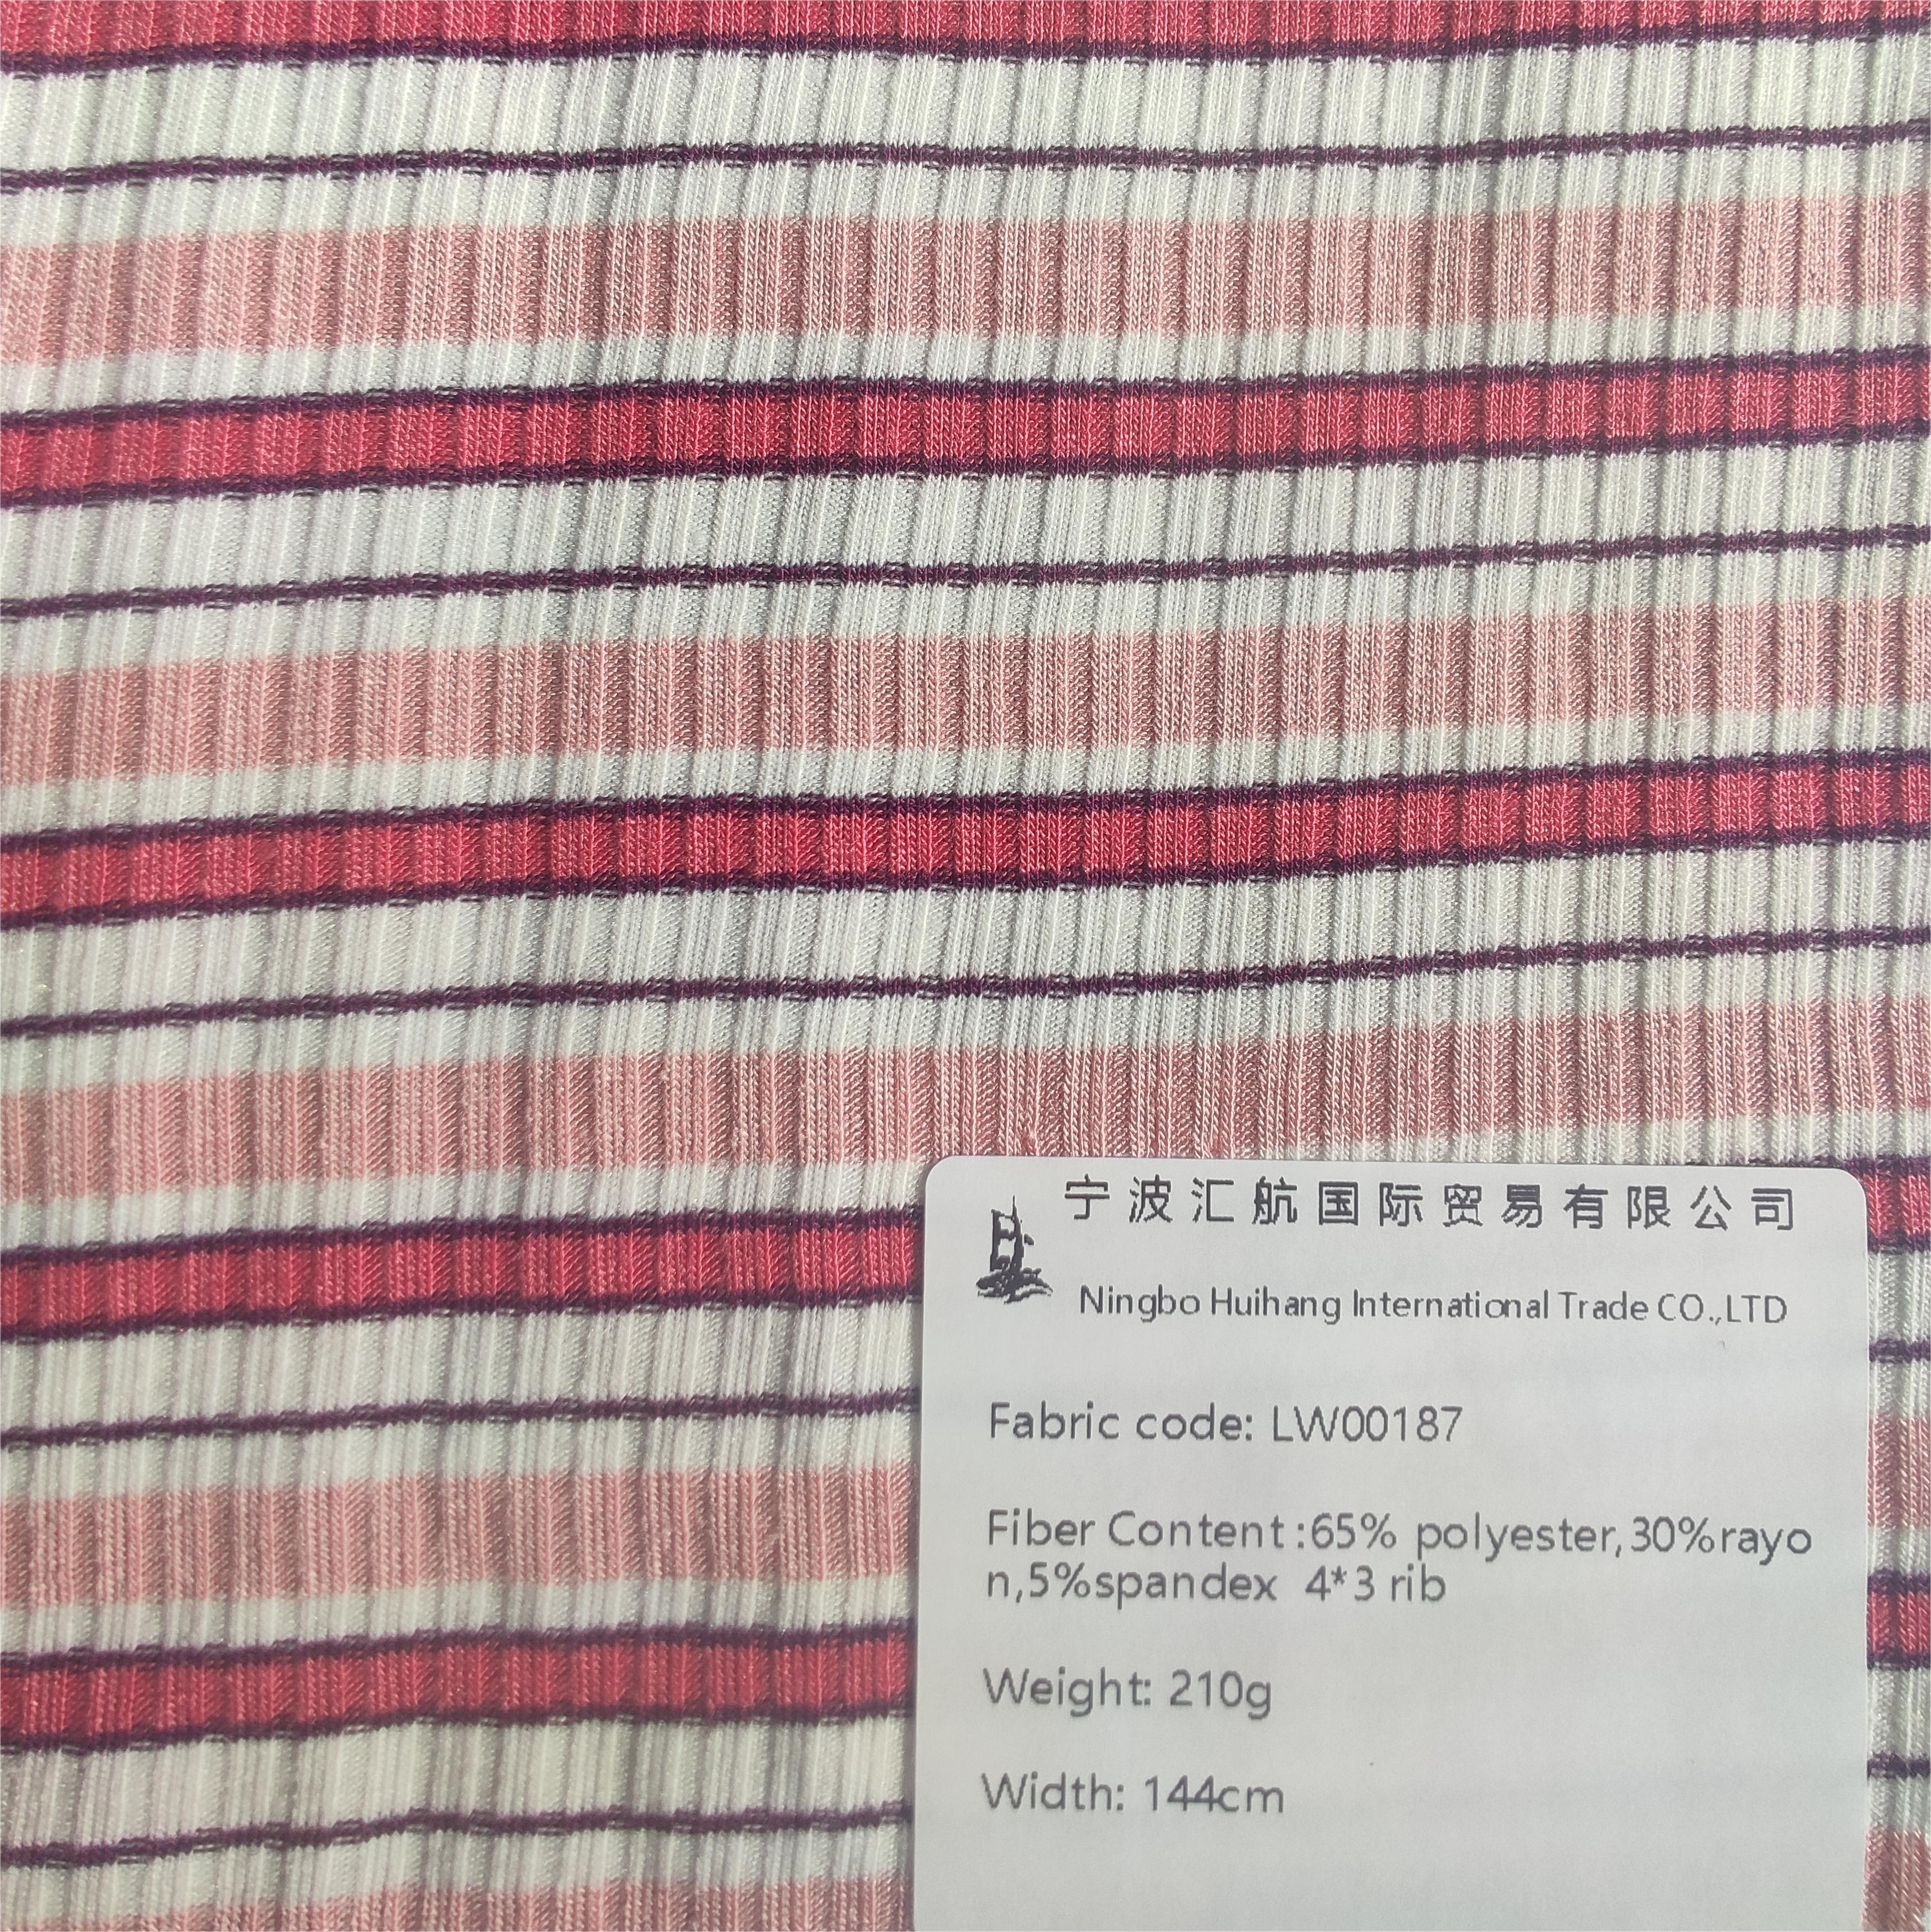 宁波汇航国际贸易有限公司
Ningbo Huihang International Trade CO.,LTD
Fabric code: LW00187
Fiber Content:65% polyester,30%rayo
n,5%spandex 4*3 rib
Weight: 210g
Width: 144cm